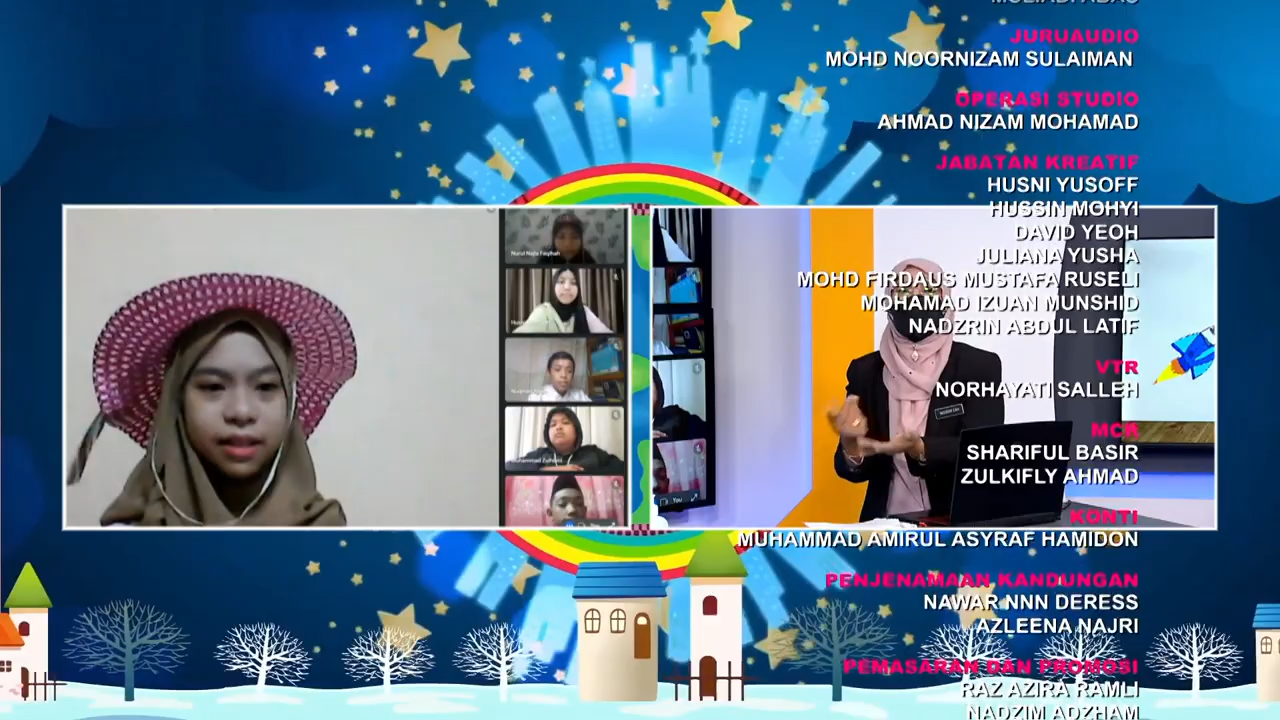 JURUAUDIO
MOHD NOORNIZAM SULAIMAN
OPERASI STUDIO
AHMAD NIZAM MOHAMAD
JABATAN KREATIF
HUSNI YUSOFF
HUSSIN MOHYI
DAVID YEOH
JULIANA YUSHA
MOHD FIRDAUS MUSTAFA RUSELI
MOHAMAD IZUAN MUNSHID
NADZRIN ABDUL LATIF
VTR
NORHAYATI SALLEH
MCR
SHARIFUL BASIR
ZULKIFLY AHMAD
KONTI
MUHAMMAD AMIRUL ASYRAF HAMIDON
PENJENAMAAN KANDUNGAN
NAWAR NNN DERESS
AZLEENA NAJRI
PEMASARAN DAN PROMOSI
RAZ AZIRA RAMLI
NADZIM ADZHAM
You